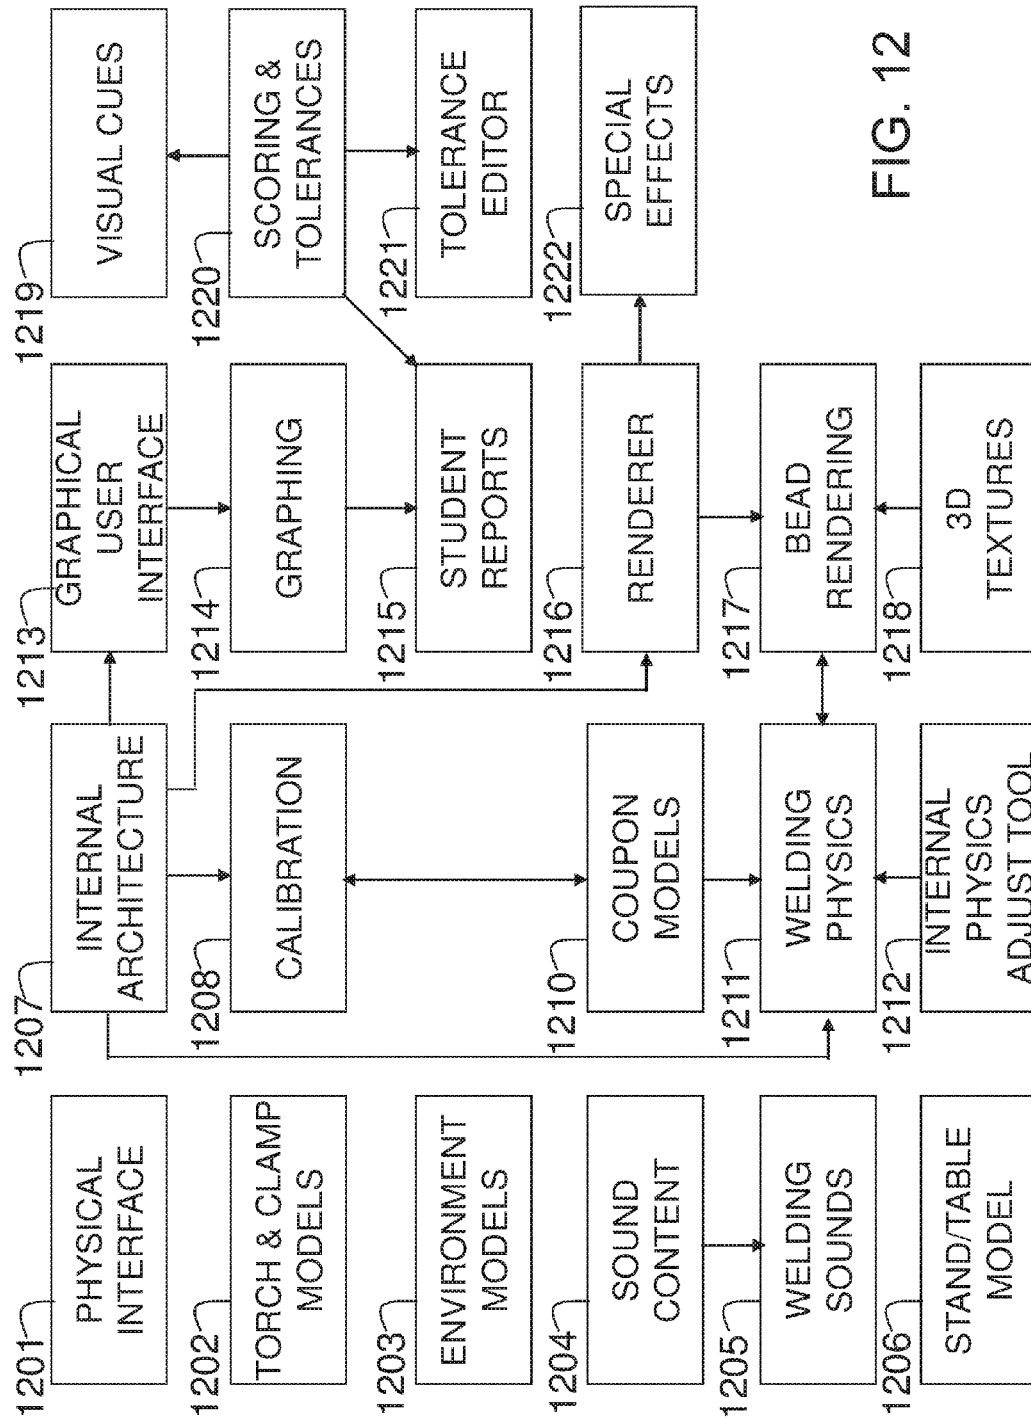 1201
PHYSICAL
INTERFACE
1202
TORCH & CLAMP
MODELS
1203
ENVIRONMENT
MODELS
1204
SOUND
CONTENT
1205
WELDING
SOUNDS
1206
STAND/TABLE
MODEL
1207
INTERNAL
ARCHITECTURE
1208
CALIBRATION
1210
COUPON
MODELS
1211
WELDING
PHYSICS
1212
INTERNAL
PHYSICS
ADJUST TOOL
1213
GRAPHICAL
USER
INTERFACE
1214
GRAPHING
1215
STUDENT
REPORTS
1216
RENDERER
1217
BEAD
RENDERING
1218
3D
TEXTURES
1219
VISUAL CUES
1220
SCORING &
TOLERANCES
1221
TOLERANCE
EDITOR
1222
SPECIAL
EFFECTS
FIG. 12